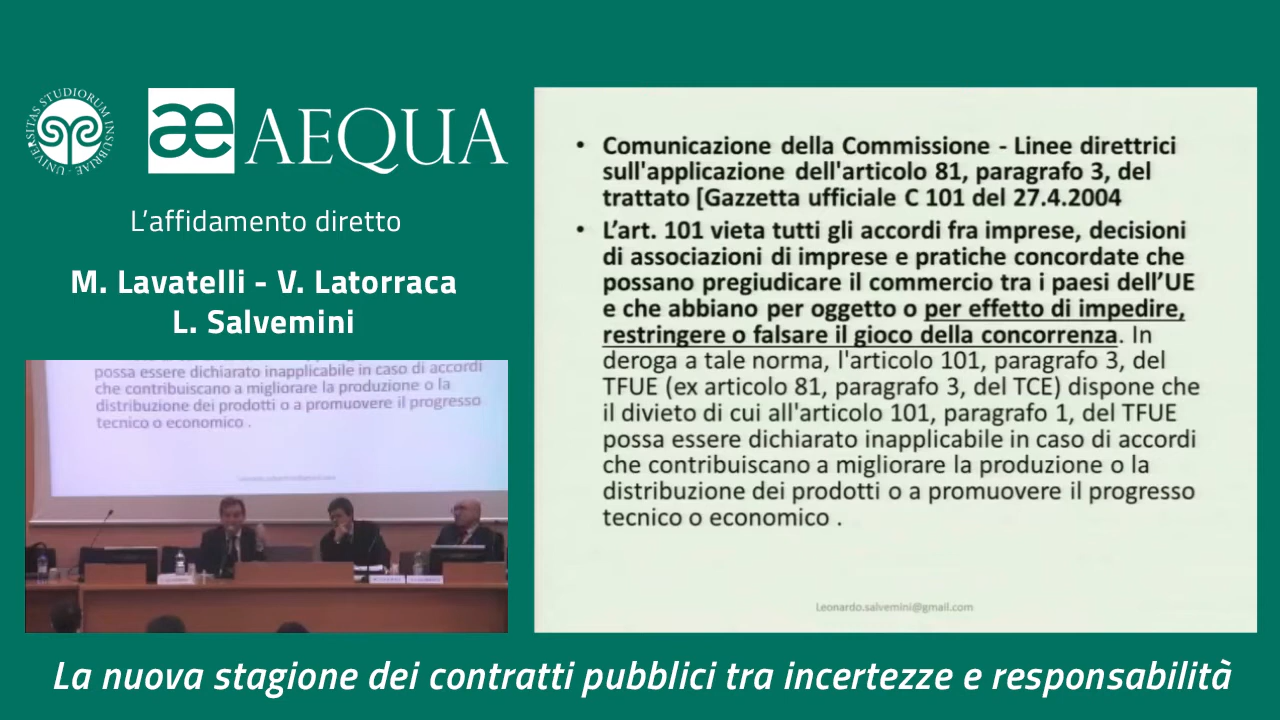 UNIVERSITAS STUDIORUM INSUBRIAE
æ AEQUA
L'affidamento diretto
M. Lavatelli - V. Latorraca
L. Salvemini
possa essere dichiarato inapplicabile in caso di accordi
che contribuiscano a migliorare la produzione o la
distribuzione dei prodotti o a promuovere il progresso
tecnico o economico .
• Comunicazione della Commissione - Linee direttrici
sull'applicazione dell'articolo 81, paragrafo 3, del
trattato [Gazzetta ufficiale C 101 del 27.4.2004
• L'art. 101 vieta tutti gli accordi fra imprese, decisioni
di associazioni di imprese e pratiche concordate che
possano pregiudicare il commercio tra i paesi dell'UE
e che abbiano per oggetto o per effetto di impedire,
restringere o falsare il gioco della concorrenza. In
deroga a tale norma, l'articolo 101, paragrafo 3, del
TFUE (ex articolo 81, paragrafo 3, del TCE) dispone che
il divieto di cui all'articolo 101, paragrafo 1, del TFUE
possa essere dichiarato inapplicabile in caso di accordi
che contribuiscano a migliorare la produzione o la
distribuzione dei prodotti o a promuovere il progresso
tecnico o economico .
Leonardo.salvemini@gmail.com
La nuova stagione dei contratti pubblici tra incertezze e responsabilità